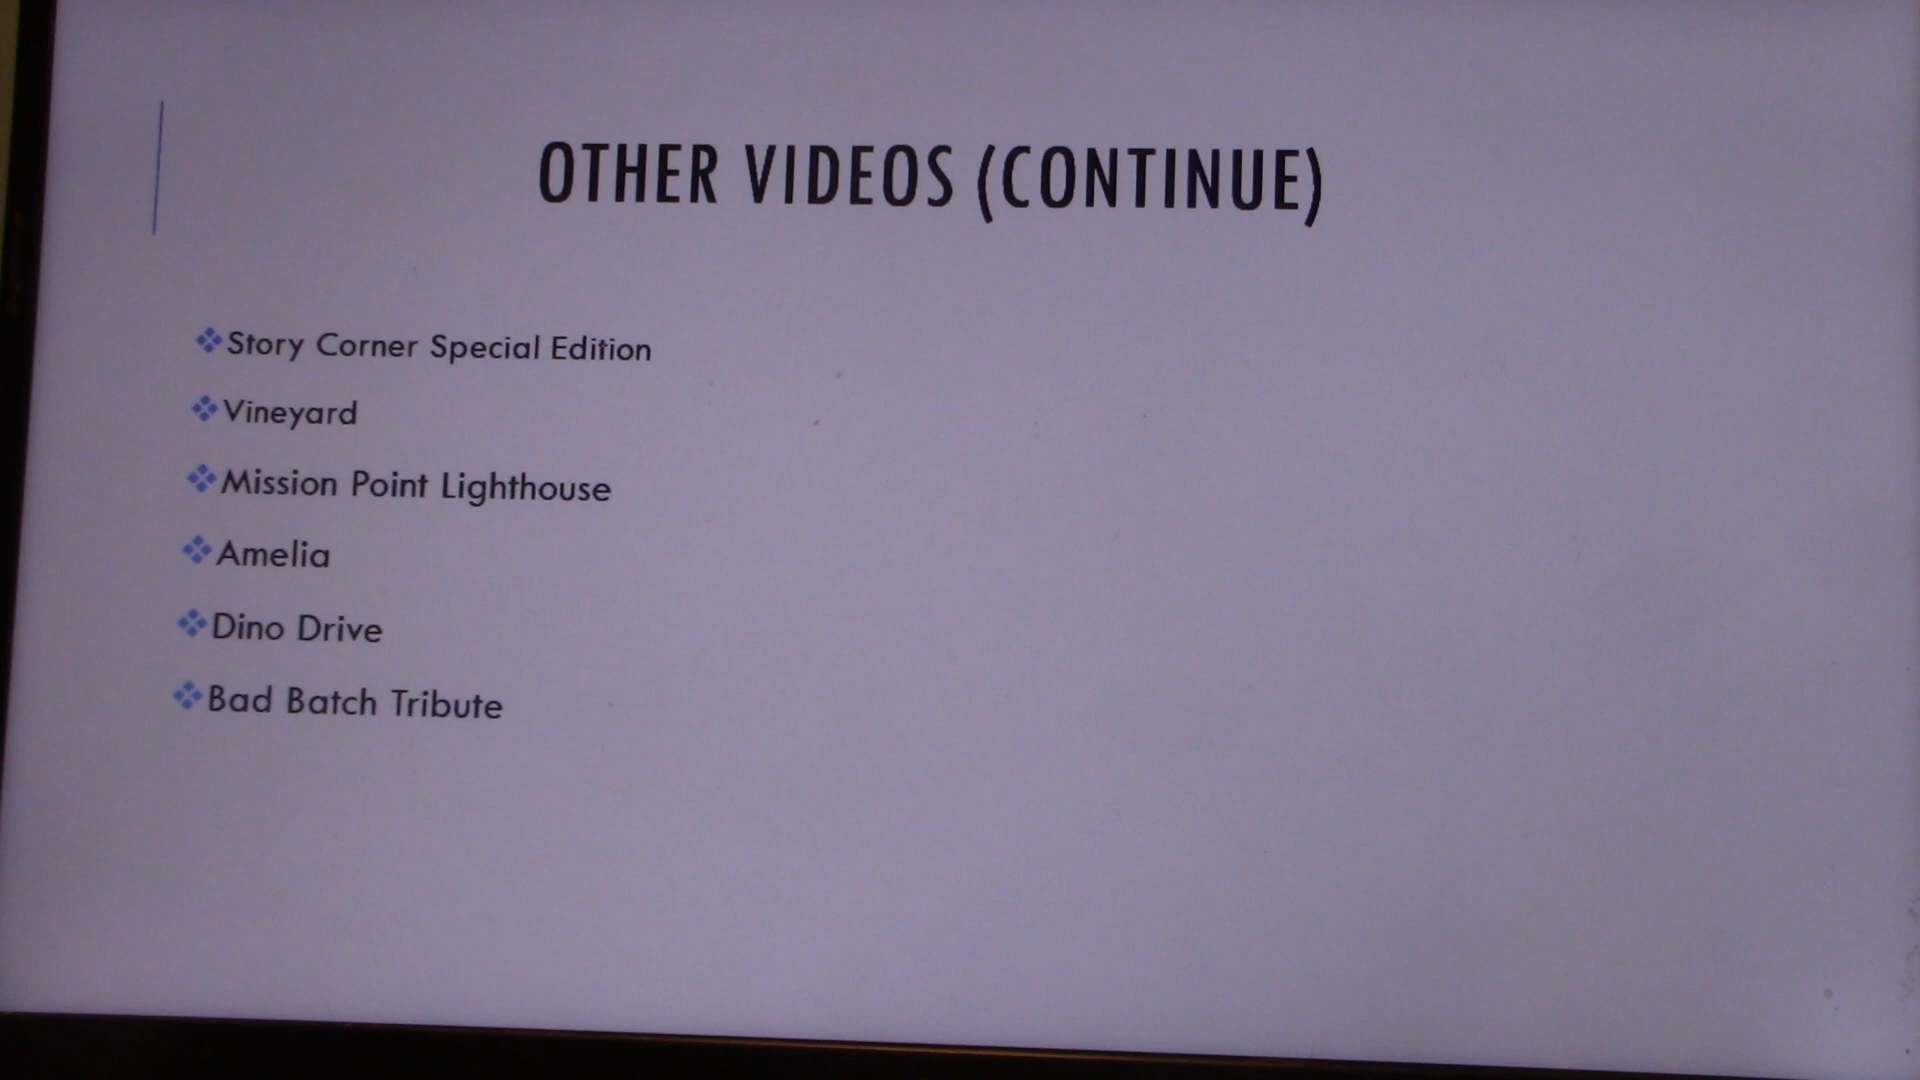 OTHER VIDEOS (CONTINUE)
Story Corner Special Edition
Vineyard
Mission Point Lighthouse
Amelia
Dino Drive
Bad Batch Tribute